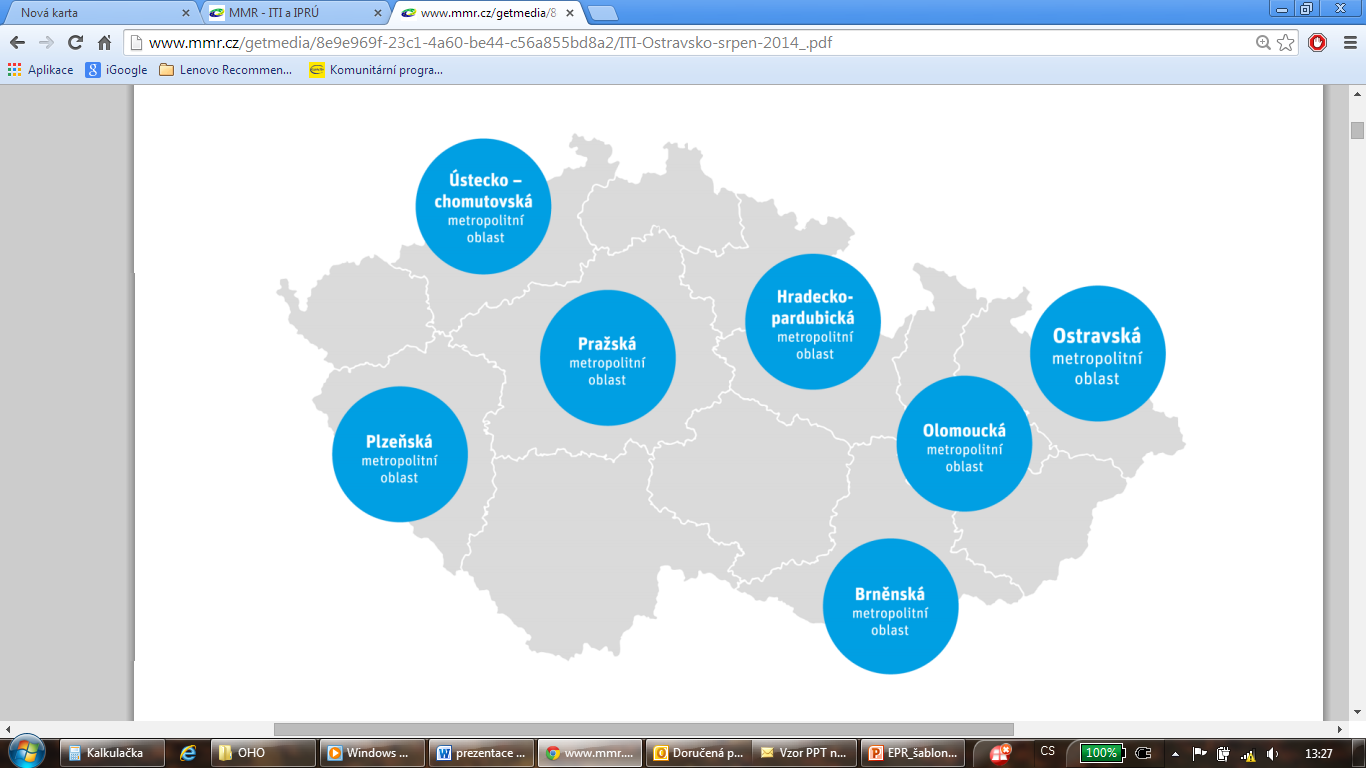 Nová karta
MMR - ITI a IPRÚ
www.mmr.cz/getmedia/8
www.mmr.cz/getmedia/8e9e969f-23c1-4a60-be44-c56a855bd8a2/ITI-Ostravsko-srpen-2014_.pdf
Aplikace
iGoogle
Lenovo Recommen...
Komunitární progra...
Ústecko –
chomutovská
metropolitní
oblast
Pražská
metropolitní
oblast
Hradecko-
pardubická
metropolitní
oblast
Ostravská
metropolitní
oblast
Plzeňská
metropolitní
oblast
Olomoucká
metropolitní
oblast
Brněnská
metropolitní
oblast
Kalkulačka
OHO
Windows ...
prezentace ...
www.mmr....
Doručená p...
Vzor PPT n...
EPR_šablon...
CS
100%
13:27